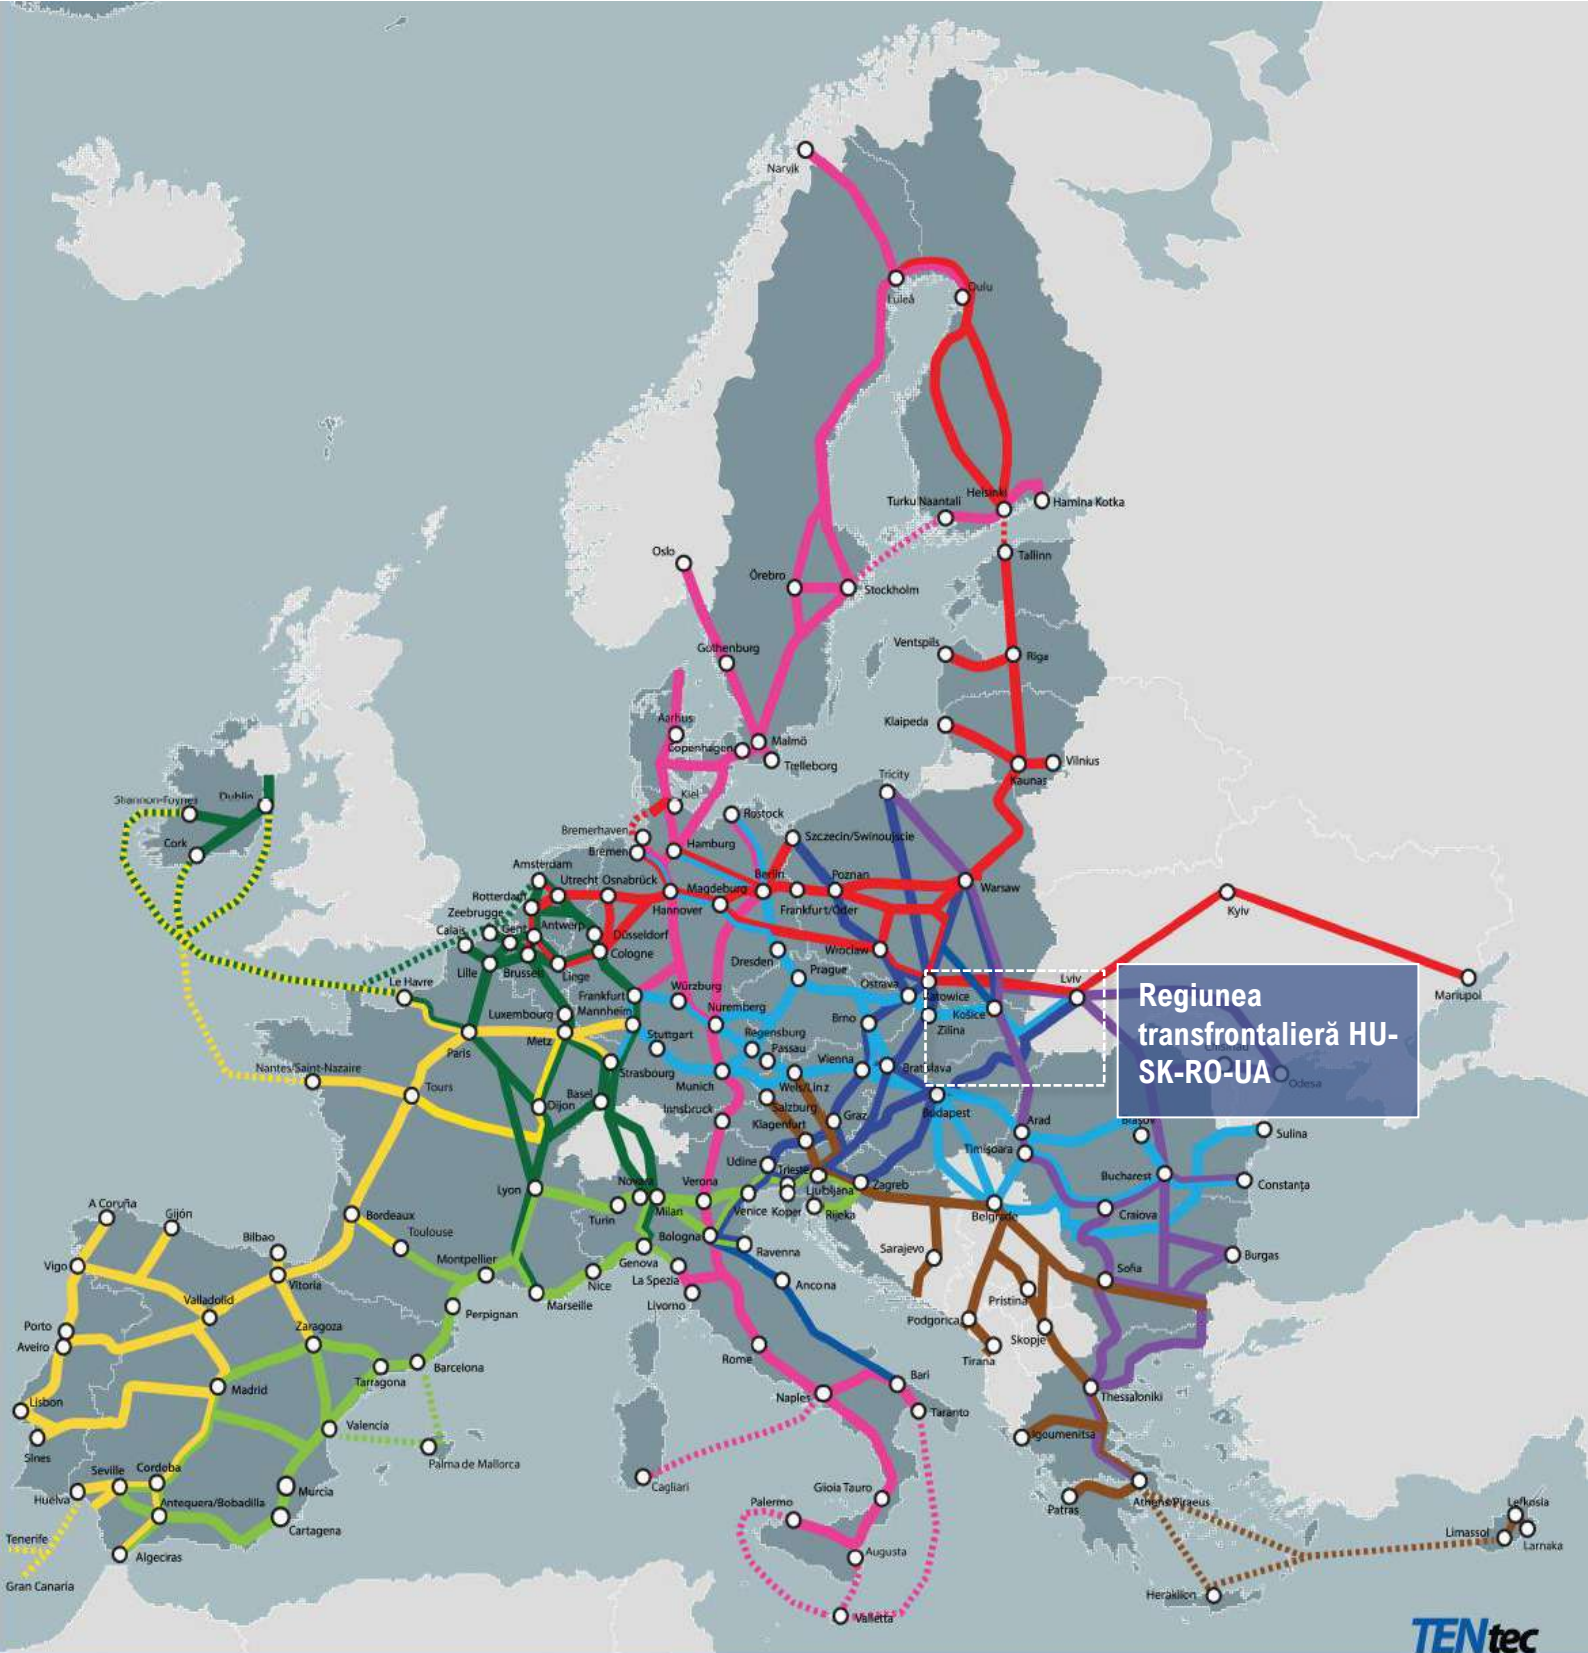 Narvik
Luleå
Oulu
Helsinki
Turku Naantali
Hamina Kotka
Tallinn
Oslo
Örebro
Stockholm
Ventspils
Riga
Gothenburg
Klaipeda
Vilnius
Kaunas
Aarhus
Copenhagen
Malmö
Trelleborg
Tricity
Shannon-Foynes
Dublin
Cork
Kiel
Rostock
Bremerhaven
Szczecin/Swinoujscie
Bremen
Hamburg
Amsterdam
Utrecht
Osnabrück
Magdeburg
Berlin
Poznan
Warsaw
Rotterdam
Hannover
Frankfurt/Oder
Kyiv
Zeebrugge
Calais
Gent
Antwerp
Düsseldorf
Cologne
Wroclaw
Lille
Brussels
Liege
Dresden
Prague
Le Havre
Frankfurt
Würzburg
Ostrava
Katowice
Lviv
Mariupol
Regiunea
transfrontalieră HU-
SK-RO-UA
Luxembourg
Mannheim
Nüremberg
Brno
Košice
Zilina
Paris
Metz
Stuttgart
Regensburg
Passau
Vienna
Bratislava
Chisinau
Odesa
Nantes/Saint-Nazaire
Strasbourg
Munich
Wels/Linz
Tours
Dijon
Basel
Innsbruck
Salzburg
Klagenfurt
Graz
Budapest
Arad
Brasov
Sulina
Timișoara
Udine
Trieste
Lyon
Novara
Verona
Ljubljana
Zagreb
Bucharest
Constanța
Turin
Milan
Venice
Koper
Rijeka
Belgrade
Craiova
A Coruña
Gijón
Bordeaux
Toulouse
Bilbao
Montpellier
Genova
Bologna
Ravenna
Sarajevo
Burgas
Vigo
Vitoria
Nice
La Spezia
Ancona
Sofia
Valladolid
Marseille
Livorno
Pristina
Porto
Zaragoza
Perpignan
Podgorica
Skopje
Aveiro
Rome
Tirana
Barcelona
Tarragona
Bari
Lisbon
Madrid
Naples
Thessaloniki
Taranto
Valencia
Igoumenitsa
Sines
Palma de Mallorca
Seville
Cordoba
Cagliari
Gioia Tauro
Huelva
Murcia
Antequera/Bobadilla
Palermo
Patras
Athens/Piraeus
Lefkosia
Cartagena
Limassol
Larnaka
Tenerife
Algeciras
Augusta
Gran Canaria
Heraklion
Valletta
TENtec